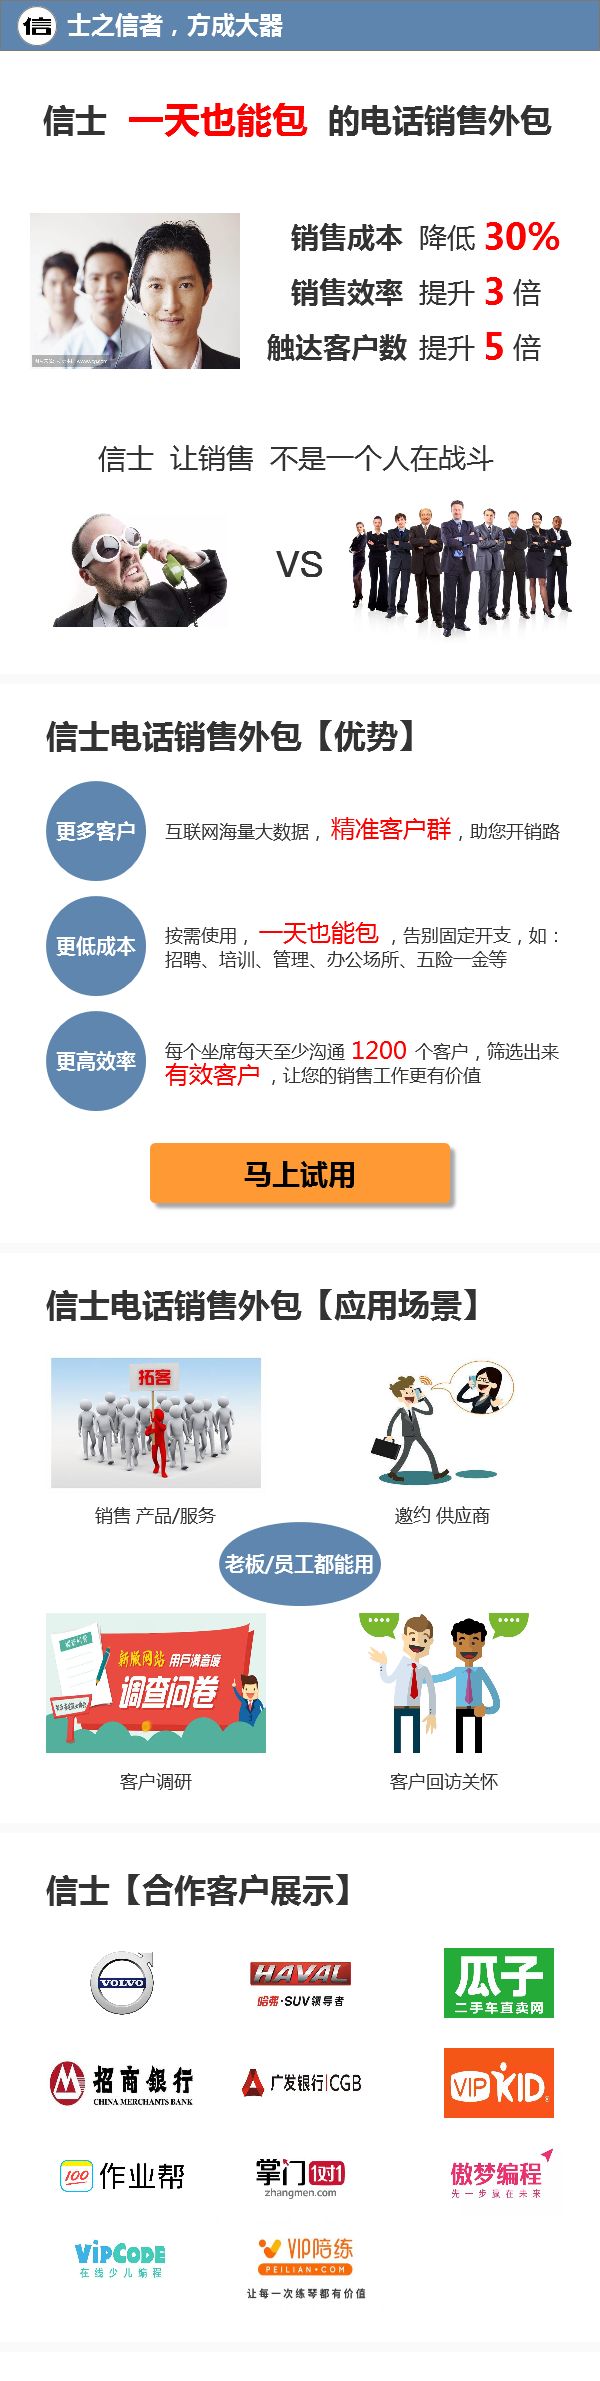 信 士之信者，方成大器
信士 一天也能包 的电话销售外包
销售成本 降低 30%
销售效率 提升 3 倍
触达客户数 提升 5 倍
信士 让销售 不是一个人在战斗
VS
信士电话销售外包【优势】
更多客户
互联网海量大数据，精准客户群，助您开销路
更低成本
按需使用，一天也能包，告别固定开支，如：
招聘、培训、管理、办公场所、五险一金等
更高效率
每个坐席每天至少沟通 1200 个客户，筛选出来
有效客户，让您的销售工作更有价值
马上试用
信士电话销售外包【应用场景】
拓客
销售 产品/服务
邀约 供应商
老板/员工都能用
新版网站 用户满意度
调查问卷
客户调研
客户回访关怀
信士【合作客户展示】
VOLVO
HAVAL
哈弗·SUV领导者
瓜子
二手车直卖网
招商银行
CHINA MERCHANTS BANK
广发银行|CGB
VIPKID
100 作业帮
掌门1对1
zhangmen.com
傲梦编程
先一步赢在未来
VIPCODE
在线少儿编程
VIP陪练
PEILIAN·COM
让每一次练琴都有价值